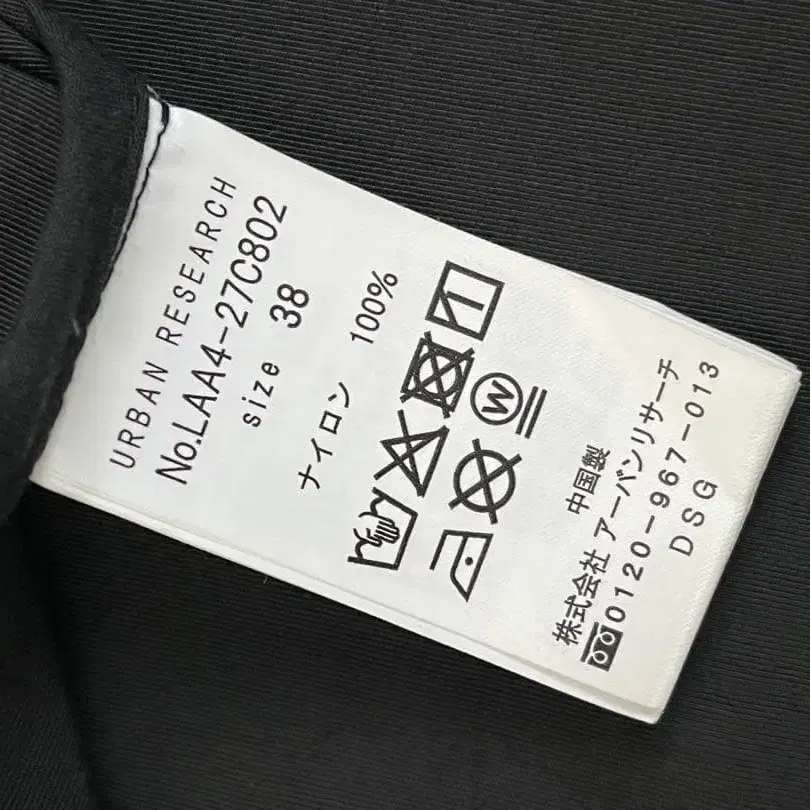 URBAN RESEARCH
No.LAA4-27C802
size 38
ナイロン 100%
W
中国製
株式会社 アーバンリサーチ
0120-967-013
DSG